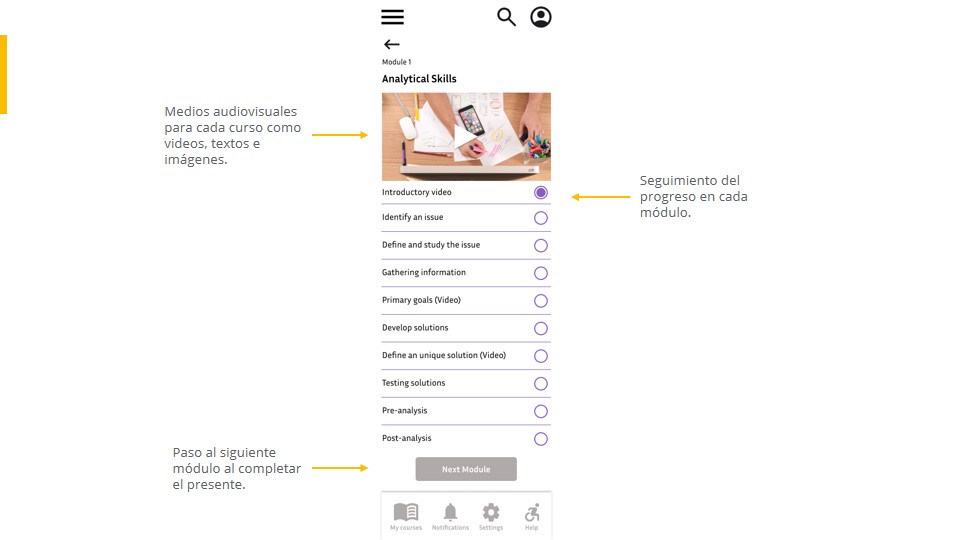 Module 1
Analytical Skills
Medios audiovisuales
para cada curso como
videos, textos e
imágenes.
Seguimiento del
progreso en cada
módulo.
Introductory video
Identify an issue
Define and study the issue
Gathering information
Primary goals (Video)
Develop solutions
Define an unique solution (Video)
Testing solutions
Pre-analysis
Post-analysis
Paso al siguiente
módulo al completar
el presente.
Next Module
My courses
Notifications
Settings
Help